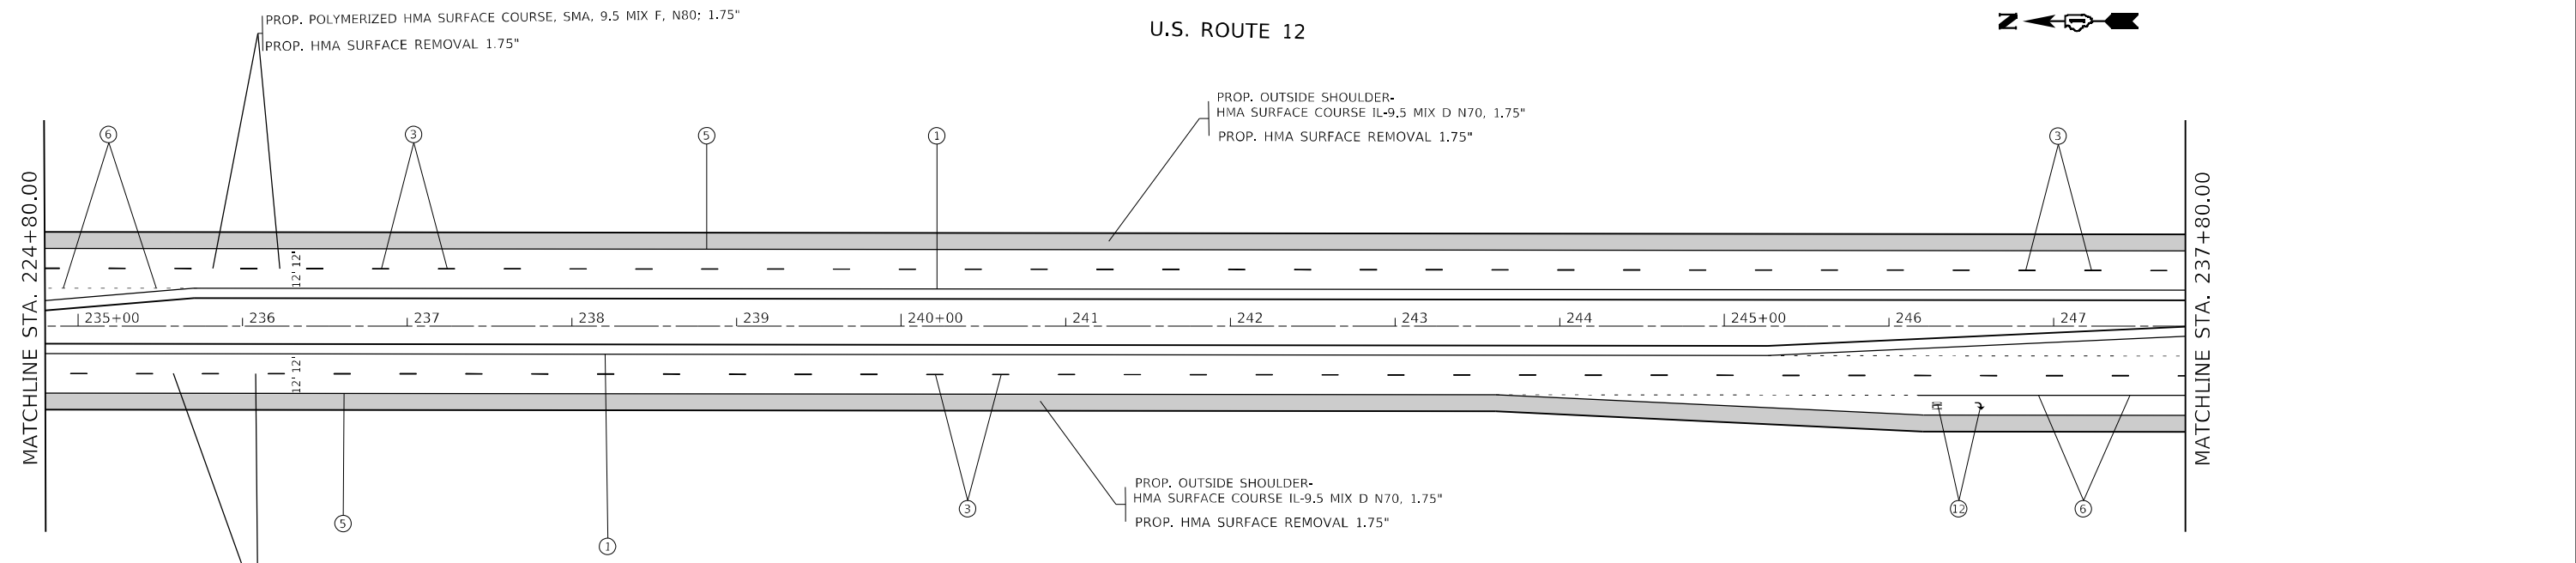 PROP. POLYMERIZED HMA SURFACE COURSE, SMA, 9.5 MIX F, N80; 1.75"
PROP. HMA SURFACE REMOVAL 1.75"
U.S. ROUTE 12
N
PROP. OUTSIDE SHOULDER-
HMA SURFACE COURSE IL-9.5 MIX D N70, 1.75"
PROP. HMA SURFACE REMOVAL 1.75"
6
3
5
1
3
MATCHLINE STA. 224+80.00
12' 12'
235+00
236
237
238
239
240+00
241
242
243
244
245+00
246
247
12' 12'
MATCHLINE STA. 237+80.00
5
1
3
PROP. OUTSIDE SHOULDER-
HMA SURFACE COURSE IL-9.5 MIX D N70, 1.75"
PROP. HMA SURFACE REMOVAL 1.75"
12
6